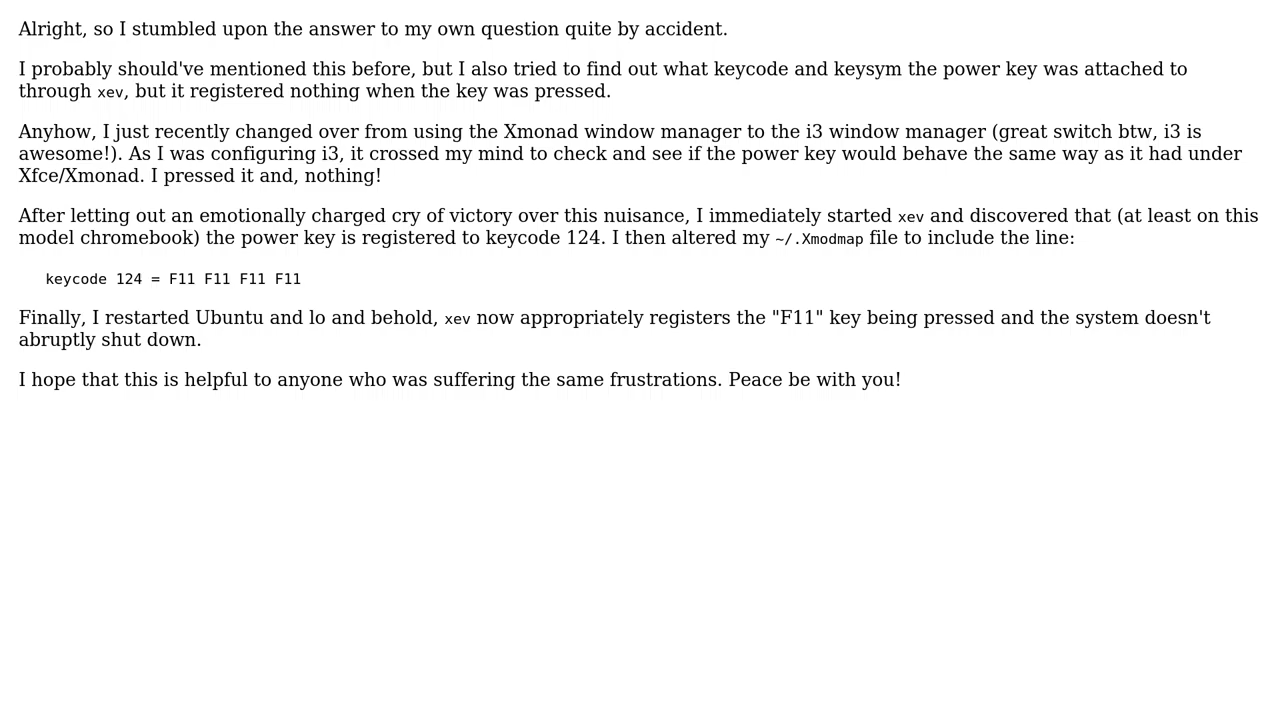 Alright, so I stumbled upon the answer to my own question quite by accident.
I probably should've mentioned this before, but I also tried to find out what keycode and keysym the power key was attached to
through xev, but it registered nothing when the key was pressed.
Anyhow, I just recently changed over from using the Xmonad window manager to the i3 window manager (great switch btw, i3 is
awesome!). As I was configuring i3, it crossed my mind to check and see if the power key would behave the same way as it had under
Xfce/Xmonad. I pressed it and, nothing!
After letting out an emotionally charged cry of victory over this nuisance, I immediately started xev and discovered that (at least on this
model chromebook) the power key is registered to keycode 124. I then altered my ~/.Xmodmap file to include the line:
keycode 124 = F11 F11 F11 F11
Finally, I restarted Ubuntu and lo and behold, xev now appropriately registers the "F11" key being pressed and the system doesn't
abruptly shut down.
I hope that this is helpful to anyone who was suffering the same frustrations. Peace be with you!